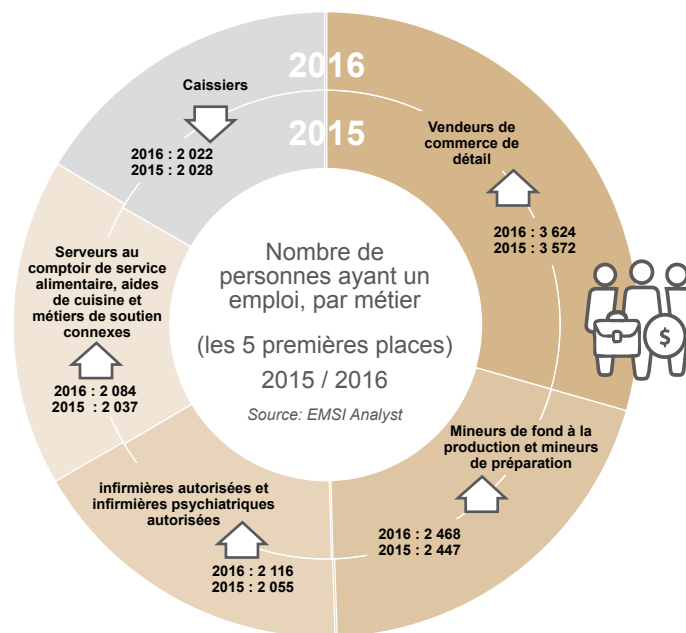 2016
2015
Caissiers
2016 : 2 022
2015 : 2 028
Vendeurs de
commerce de
détail
2016 : 3 624
2015 : 3 572
Serveurs au
comptoir de service
alimentaire, aides
de cuisine et
métiers de soutien
connexes
2016 : 2 084
2015 : 2 037
Nombre de
personnes ayant un
emploi, par métier
(les 5 premières places)
2015 / 2016
Source: EMSI Analyst
$
Mineurs de fond à la
production et mineurs
de préparation
2016 : 2 468
2015 : 2 447
infirmières autorisées et
infirmières psychiatriques
autorisées
2016 : 2 116
2015 : 2 055